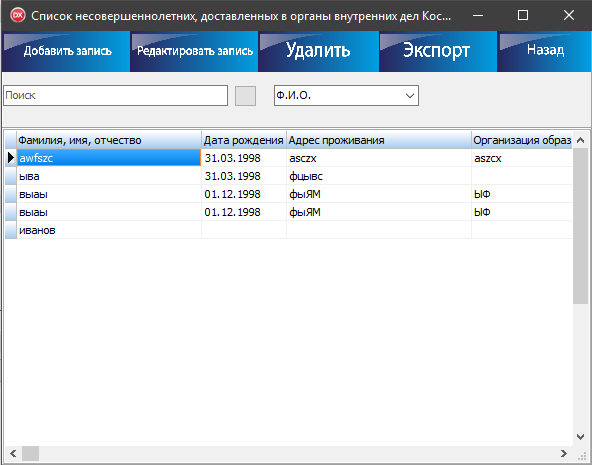 DX Список несовершеннолетних, доставленных в органы внутренних дел Кос...
Добавить запись Редактировать запись Удалить Экспорт Назад
Поиск Ф.И.О.
Фамилия, имя, отчество Дата рождения Адрес проживания Организация образ
awfszc 31.03.1998 asczx aszcx
ыва 31.03.1998 фцывс
выаы 01.12.1998 фыЯМ ЫФ
выаы 01.12.1998 фыЯМ ЫФ
иванов